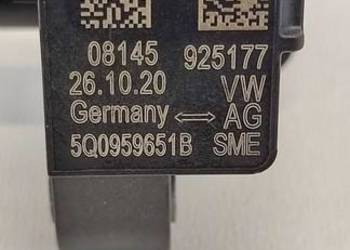 08145 925177
26.10.20 VW
Germany ⟺ AG
5Q0959651B SME